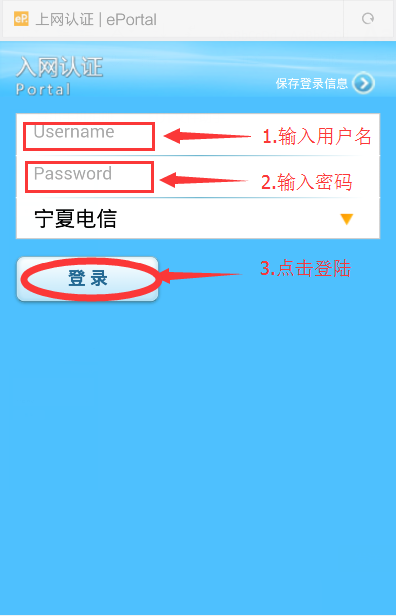 eP 上网认证 | ePortal
入网认证
Portal
保存登录信息
Username
1.输入用户名
Password
2.输入密码
宁夏电信
登 录
3.点击登陆